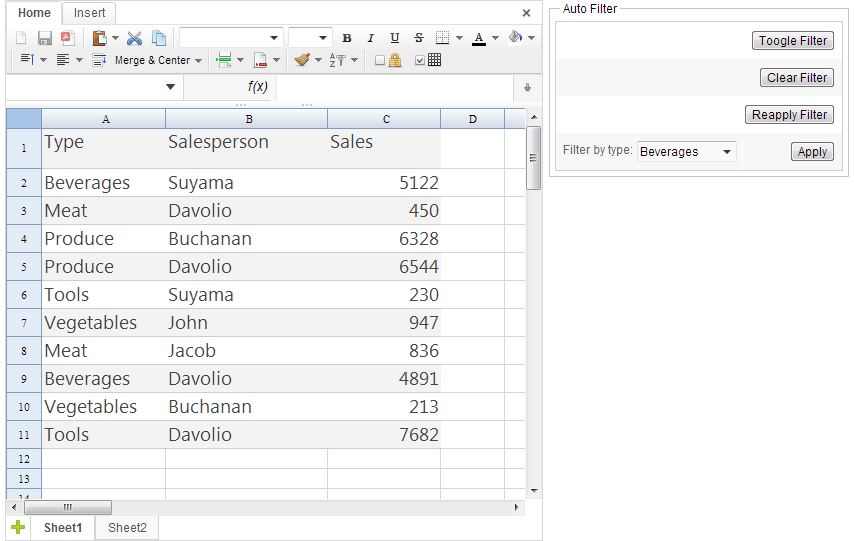 Home Insert
Auto Filter
B I U S A
Toogle Filter
Merge & Center
Clear Filter
f(x)
Reapply Filter
A B C D
1 Type Salesperson Sales
Filter by type: Beverages Apply
2 Beverages Suyama 5122
3 Meat Davolio 450
4 Produce Buchanan 6328
5 Produce Davolio 6544
6 Tools Suyama 230
7 Vegetables John 947
8 Meat Jacob 836
9 Beverages Davolio 4891
10 Vegetables Buchanan 213
11 Tools Davolio 7682
12
13
14
Sheet1 Sheet2